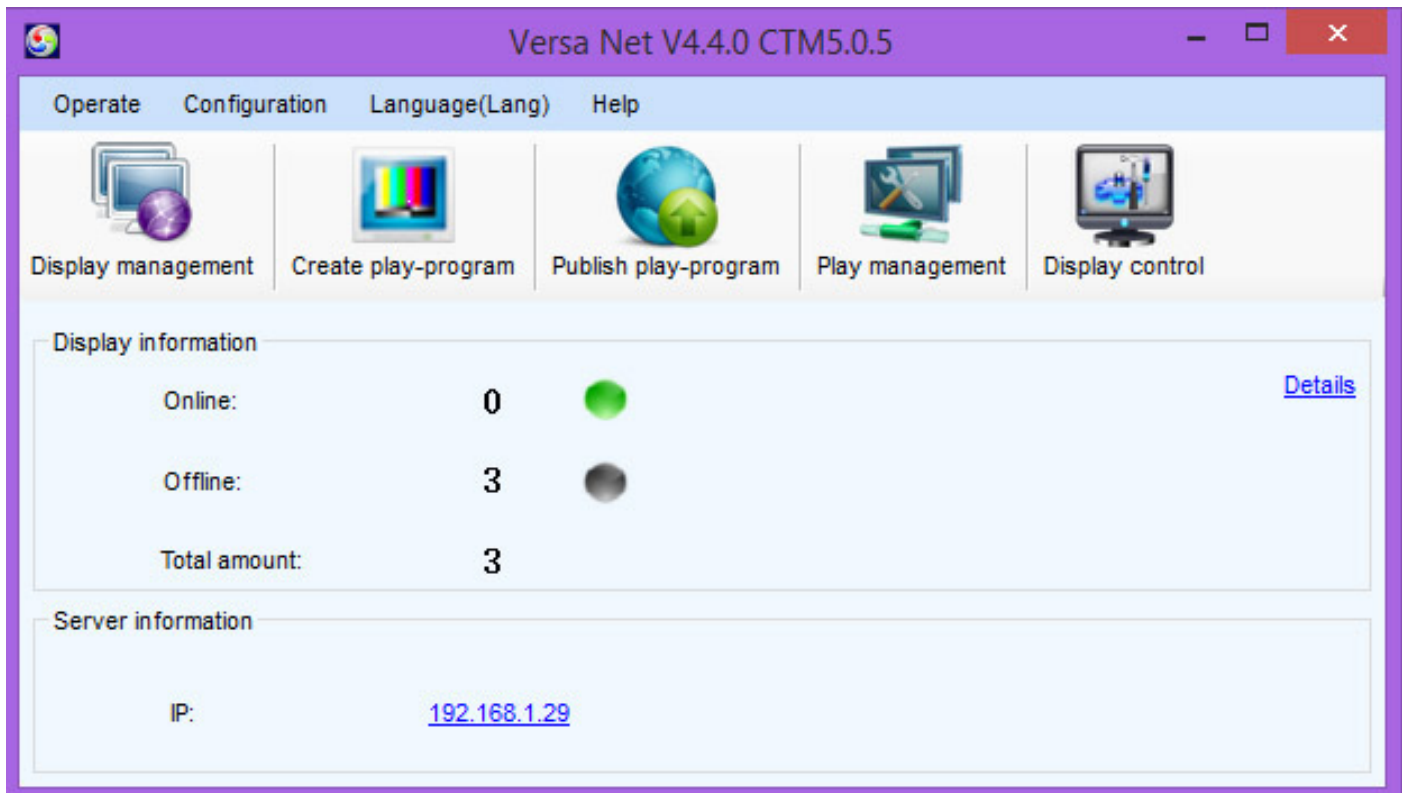 Versa Net V4.4.0 CTM5.0.5
Operate Configuration Language(Lang) Help
Display management Create play-program Publish play-program Play management Display control
Display information
Details
Online: 0
Offline: 3
Total amount: 3
Server information
IP: 192.168.1.29